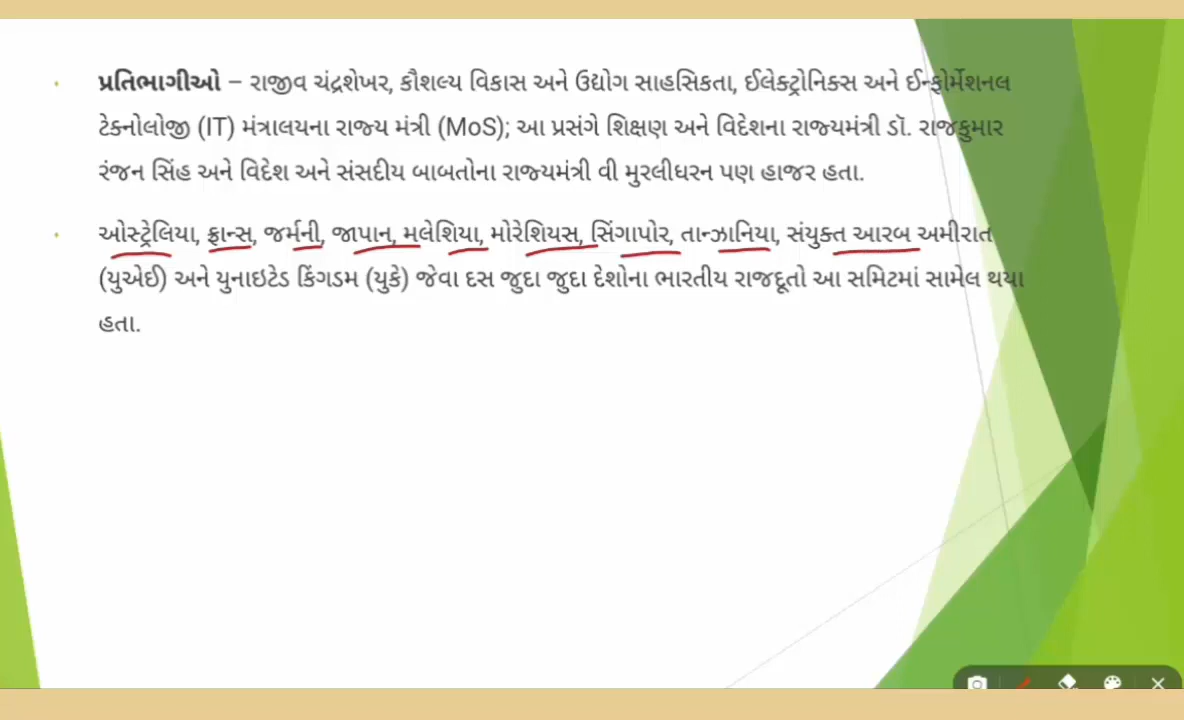 પ્રતિભાગીઓ – રાજીવ ચંદ્રશેખર, કૌશલ્ય વિકાસ અને ઉદ્યોગ સાહસિકતા, ઈલેક્ટ્રોનિક્સ અને ઈન્ફોર્મેશનલ
ટેક્નોલોજી (IT) મંત્રાલયના રાજ્ય મંત્રી (MoS); આ પ્રસંગે શિક્ષણ અને વિદેશના રાજ્યમંત્રી ડૉ. રાજકુમાર
રંજન સિંહ અને વિદેશ અને સંસદીય બાબતોના રાજ્યમંત્રી વી મુરલીધરન પણ હાજર હતા.
ઓસ્ટ્રેલિયા, ફ્રાન્સ, જર્મની, જાપાન, મલેશિયા, મોરેશિયસ, સિંગાપોર, તાન્ઝાનિયા, સંયુક્ત આરબ અમીરાત
(યુએઈ) અને યુનાઇટેડ કિંગડમ (યુકે) જેવા દસ જુદા જુદા દેશોના ભારતીય રાજદૂતો આ સમિટમાં સામેલ થયા
હતા.